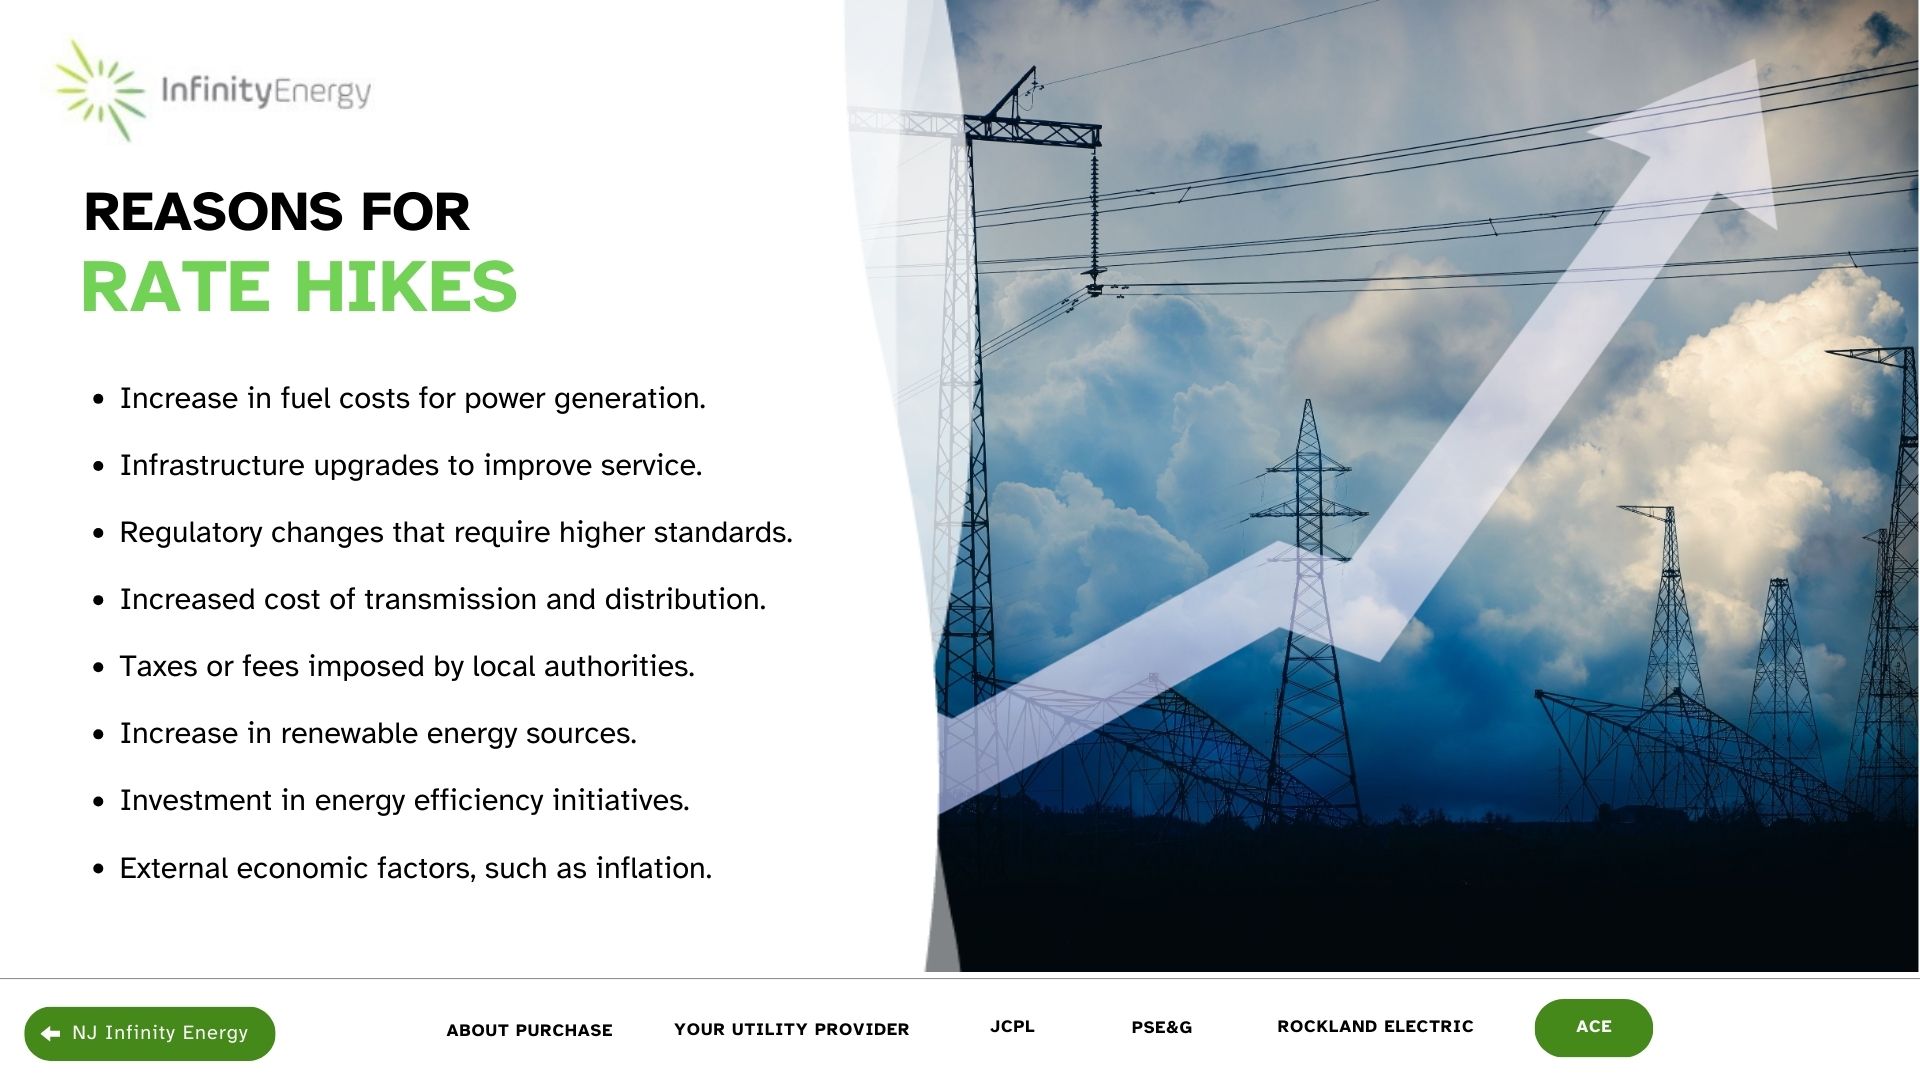 InfinityEnergy
REASONS FOR
RATE HIKES
• Increase in fuel costs for power generation.
• Infrastructure upgrades to improve service.
• Regulatory changes that require higher standards.
• Increased cost of transmission and distribution.
• Taxes or fees imposed by local authorities.
• Increase in renewable energy sources.
• Investment in energy efficiency initiatives.
• External economic factors, such as inflation.
NJ Infinity Energy
ABOUT PURCHASE
YOUR UTILITY PROVIDER
JCPL
PSE&G
ROCKLAND ELECTRIC
ACE